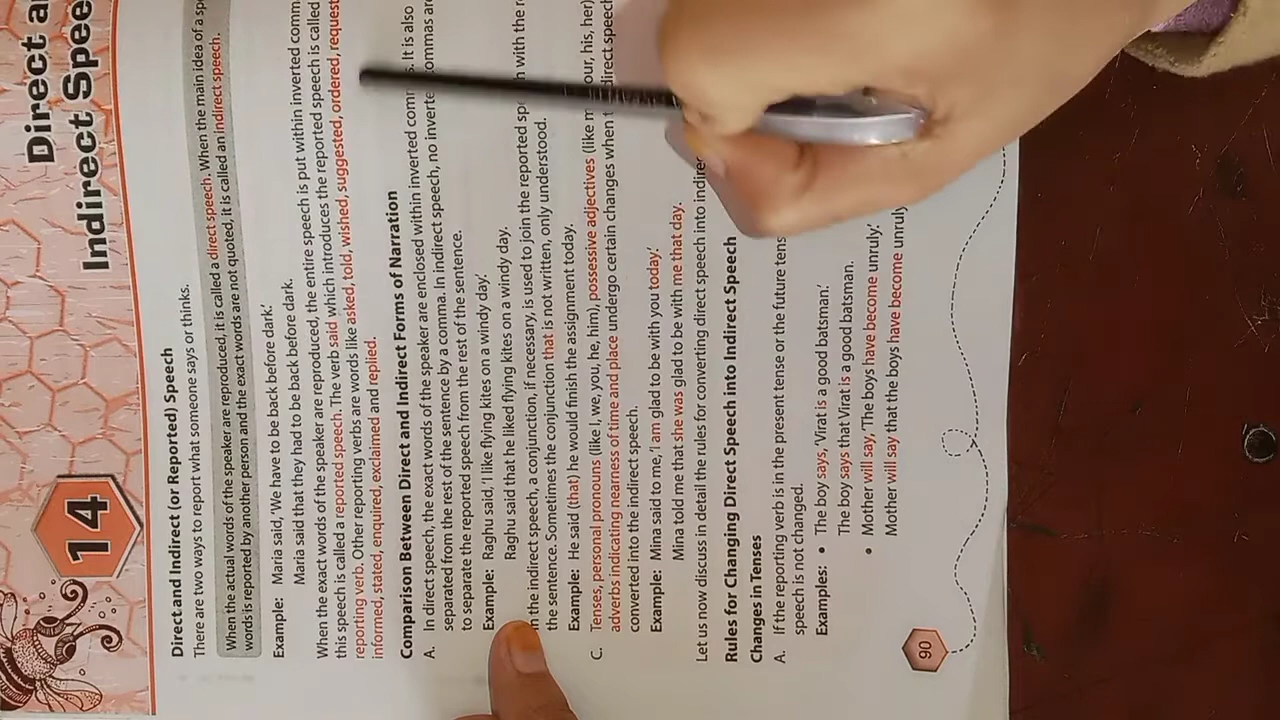 14
Direct a
Indirect Spee
Direct and Indirect (or Reported) Speech
There are two ways to report what someone says or thinks.
When the actual words of the speaker are reproduced, it is called a direct speech. When the main idea of a
words is reported by another person and the exact words are not quoted, it is called an indirect speech.
Example: Maria said, 'We have to be back before dark.'
Maria said that they had to be back before dark.
When the exact words of the speaker are reproduced, the entire speech is put within inverted
this speech is called a reported speech. The verb said which introduces the reported speech is called
reporting verb. Other reporting verbs are words like asked, told, wished, suggested, ordered, request
informed, stated, enquired, exclaimed and replied.
Comparison Between Direct and Indirect Forms of Narration
A. In direct speech, the exact words of the speaker are enclosed within inverted It is also
separated from the rest of the sentence by a comma. In indirect speech, no
to separate the reported speech from the rest of the sentence.
Example: Raghu said, 'I like flying kites on a windy day.'
Raghu said that he liked flying kites on a windy day.
the indirect speech, a conjunction, if necessary, is used to join the reported with the
the sentence. Sometimes the conjunction that is not written, only understood.
Example: He said (that) he would finish the assignment today.
C. Tenses, personal pronouns (like I, we, you, he, him), possessive adjectives (like our, his, her)
adverbs indicating nearness of time and place undergo certain changes when direct speech
converted into the indirect speech.
Example: Mina said to me, 'I am glad to be with you today.'
Mina told me that she was glad to be with me that day.
Let us now discuss in detail the rules for converting direct speech into
Rules for Changing Direct Speech into Indirect Speech
Changes in Tenses
A. If the reporting verb is in the present tense or the future
speech is not changed.
Examples: • The boy says, 'Virat is a good batsman.'
The boy says that Virat is a good batsman.
• Mother will say, 'The boys have become unruly.'
Mother will say that the boys have become unruly
90